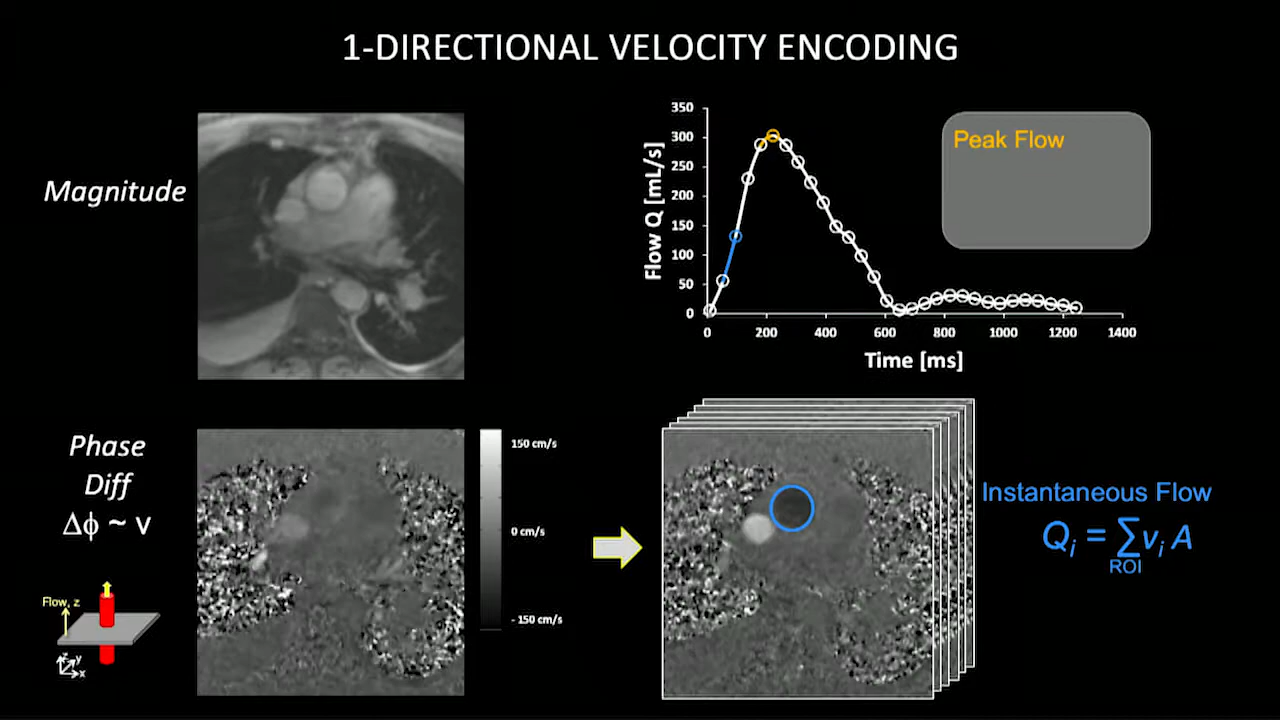 1-DIRECTIONAL VELOCITY ENCODING
Magnitude
350
300
250
200
150
100
50
0
Flow Q [mL/s]
0 200 400 600 800 1000 1200 1400
Time [ms]
Peak Flow
Phase
Diff
Δϕ ~ v
150 cm/s
0 cm/s
- 150 cm/s
Flow, z
z
y
x
Instantaneous Flow
Qᵢ = ∑vᵢ A
ROI